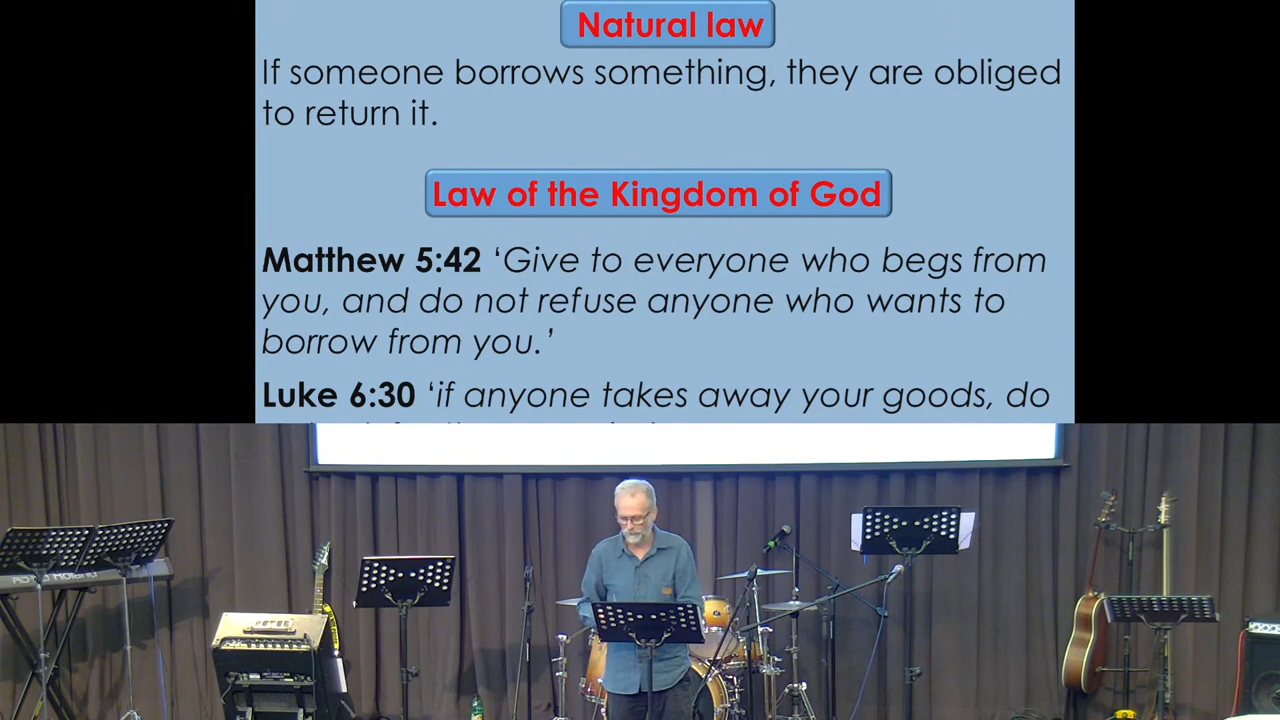 Natural law
If someone borrows something, they are obliged
to return it.
Law of the Kingdom of God
Matthew 5:42 ‘Give to everyone who begs from
you, and do not refuse anyone who wants to
borrow from you.’
Luke 6:30 ‘if anyone takes away your goods, do
Roland